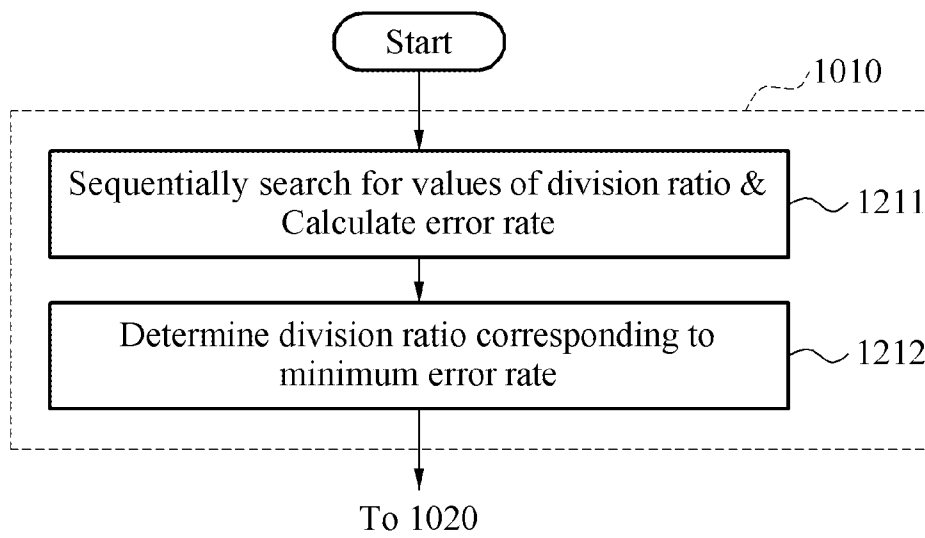 Start
1010
Sequentially search for values of division ratio &
Calculate error rate
1211
Determine division ratio corresponding to
minimum error rate
1212
To 1020